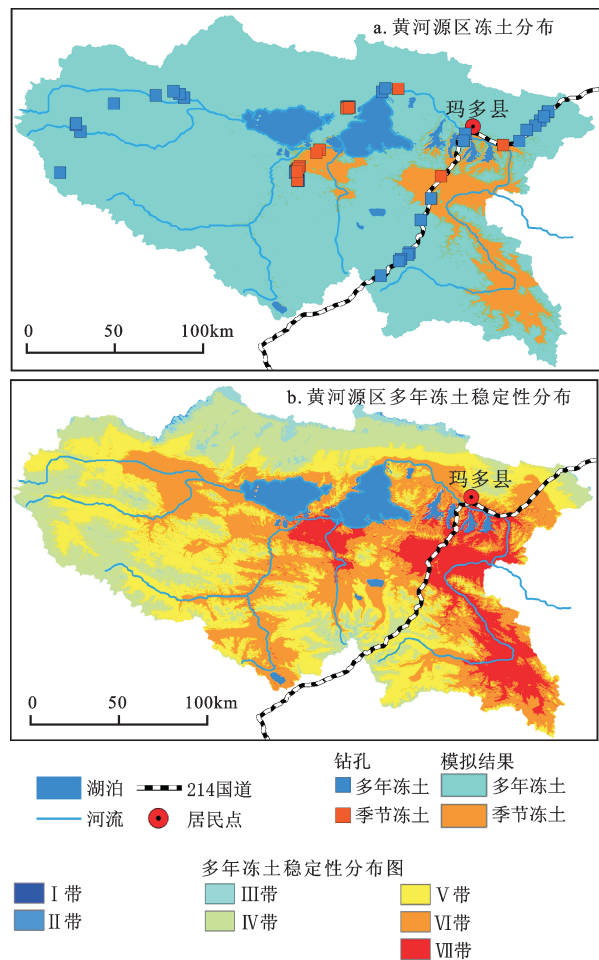 a.黄河源区冻土分布
玛多县
0 50 100km
b.黄河源区多年冻土稳定性分布
玛多县
0 50 100km
钻孔 模拟结果
湖泊 214国道 多年冻土 多年冻土
河流 居民点 季节冻土 季节冻土
多年冻土稳定性分布图
Ⅰ带 Ⅲ带 Ⅴ带
Ⅱ带 Ⅳ带 Ⅵ带
Ⅶ带